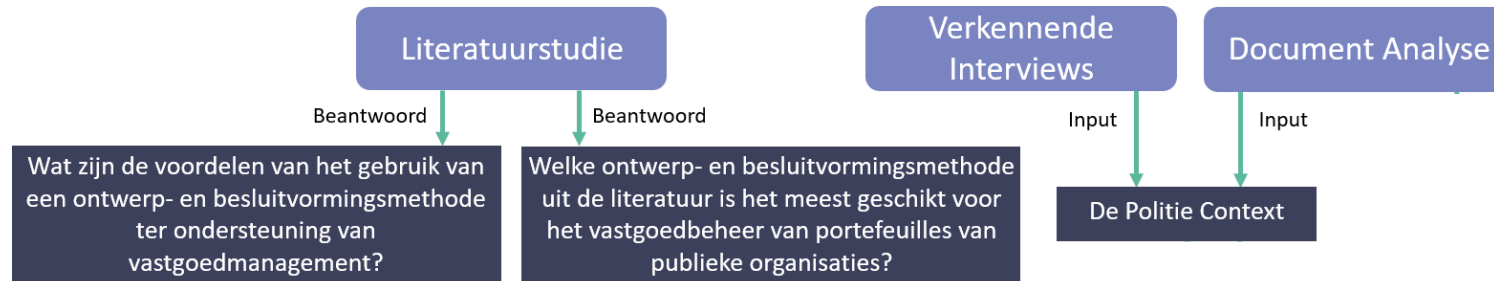 Literatuurstudie
Verkennende
Interviews
Document Analyse
Beantwoord
Beantwoord
Input
Input
Wat zijn de voordelen van het gebruik van
een ontwerp- en besluitvormingsmethode
ter ondersteuning van
vastgoedmanagement?
Welke ontwerp- en besluitvormingsmethode
uit de literatuur is het meest geschikt voor
het vastgoedbeheer van portefeuilles van
publieke organisaties?
De Politie Context